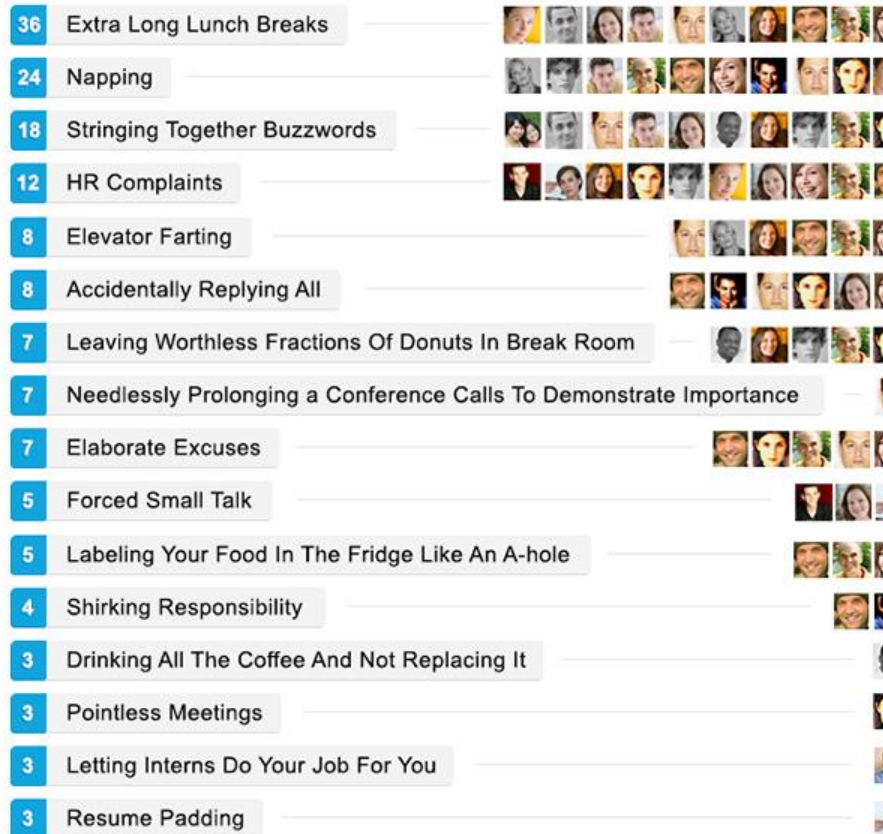 36 Extra Long Lunch Breaks
24 Napping
18 Stringing Together Buzzwords
12 HR Complaints
8 Elevator Farting
8 Accidentally Replying All
7 Leaving Worthless Fractions Of Donuts In Break Room
7 Needlessly Prolonging a Conference Calls To Demonstrate Importance
7 Elaborate Excuses
5 Forced Small Talk
5 Labeling Your Food In The Fridge Like An A-hole
4 Shirking Responsibility
3 Drinking All The Coffee And Not Replacing It
3 Pointless Meetings
3 Letting Interns Do Your Job For You
3 Resume Padding